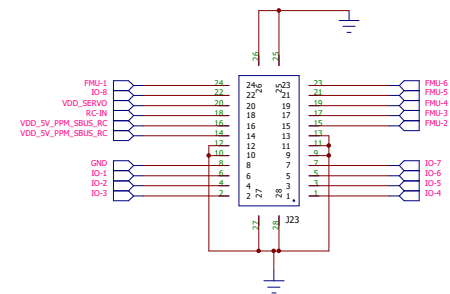 26 25
FMU-1 24 24 26 25 23 23 FMU-6
IO-8 22 22 21 21 FMU-5
VDD_SERVO 20 20 19 19 FMU-4
RC-IN 18 18 17 17 FMU-3
VDD_5V_PPM_SBUS_RC 16 16 15 15 FMU-2
VDD_5V_PPM_SBUS_RC 14 14 13 13
12 12 11 11
10 10 9 9
GND 8 8 7 7 IO-7
IO-1 6 6 5 5 IO-6
IO-2 4 4 3 3 IO-5
IO-3 2 2 27 28 1 1 IO-4
27 28 J23